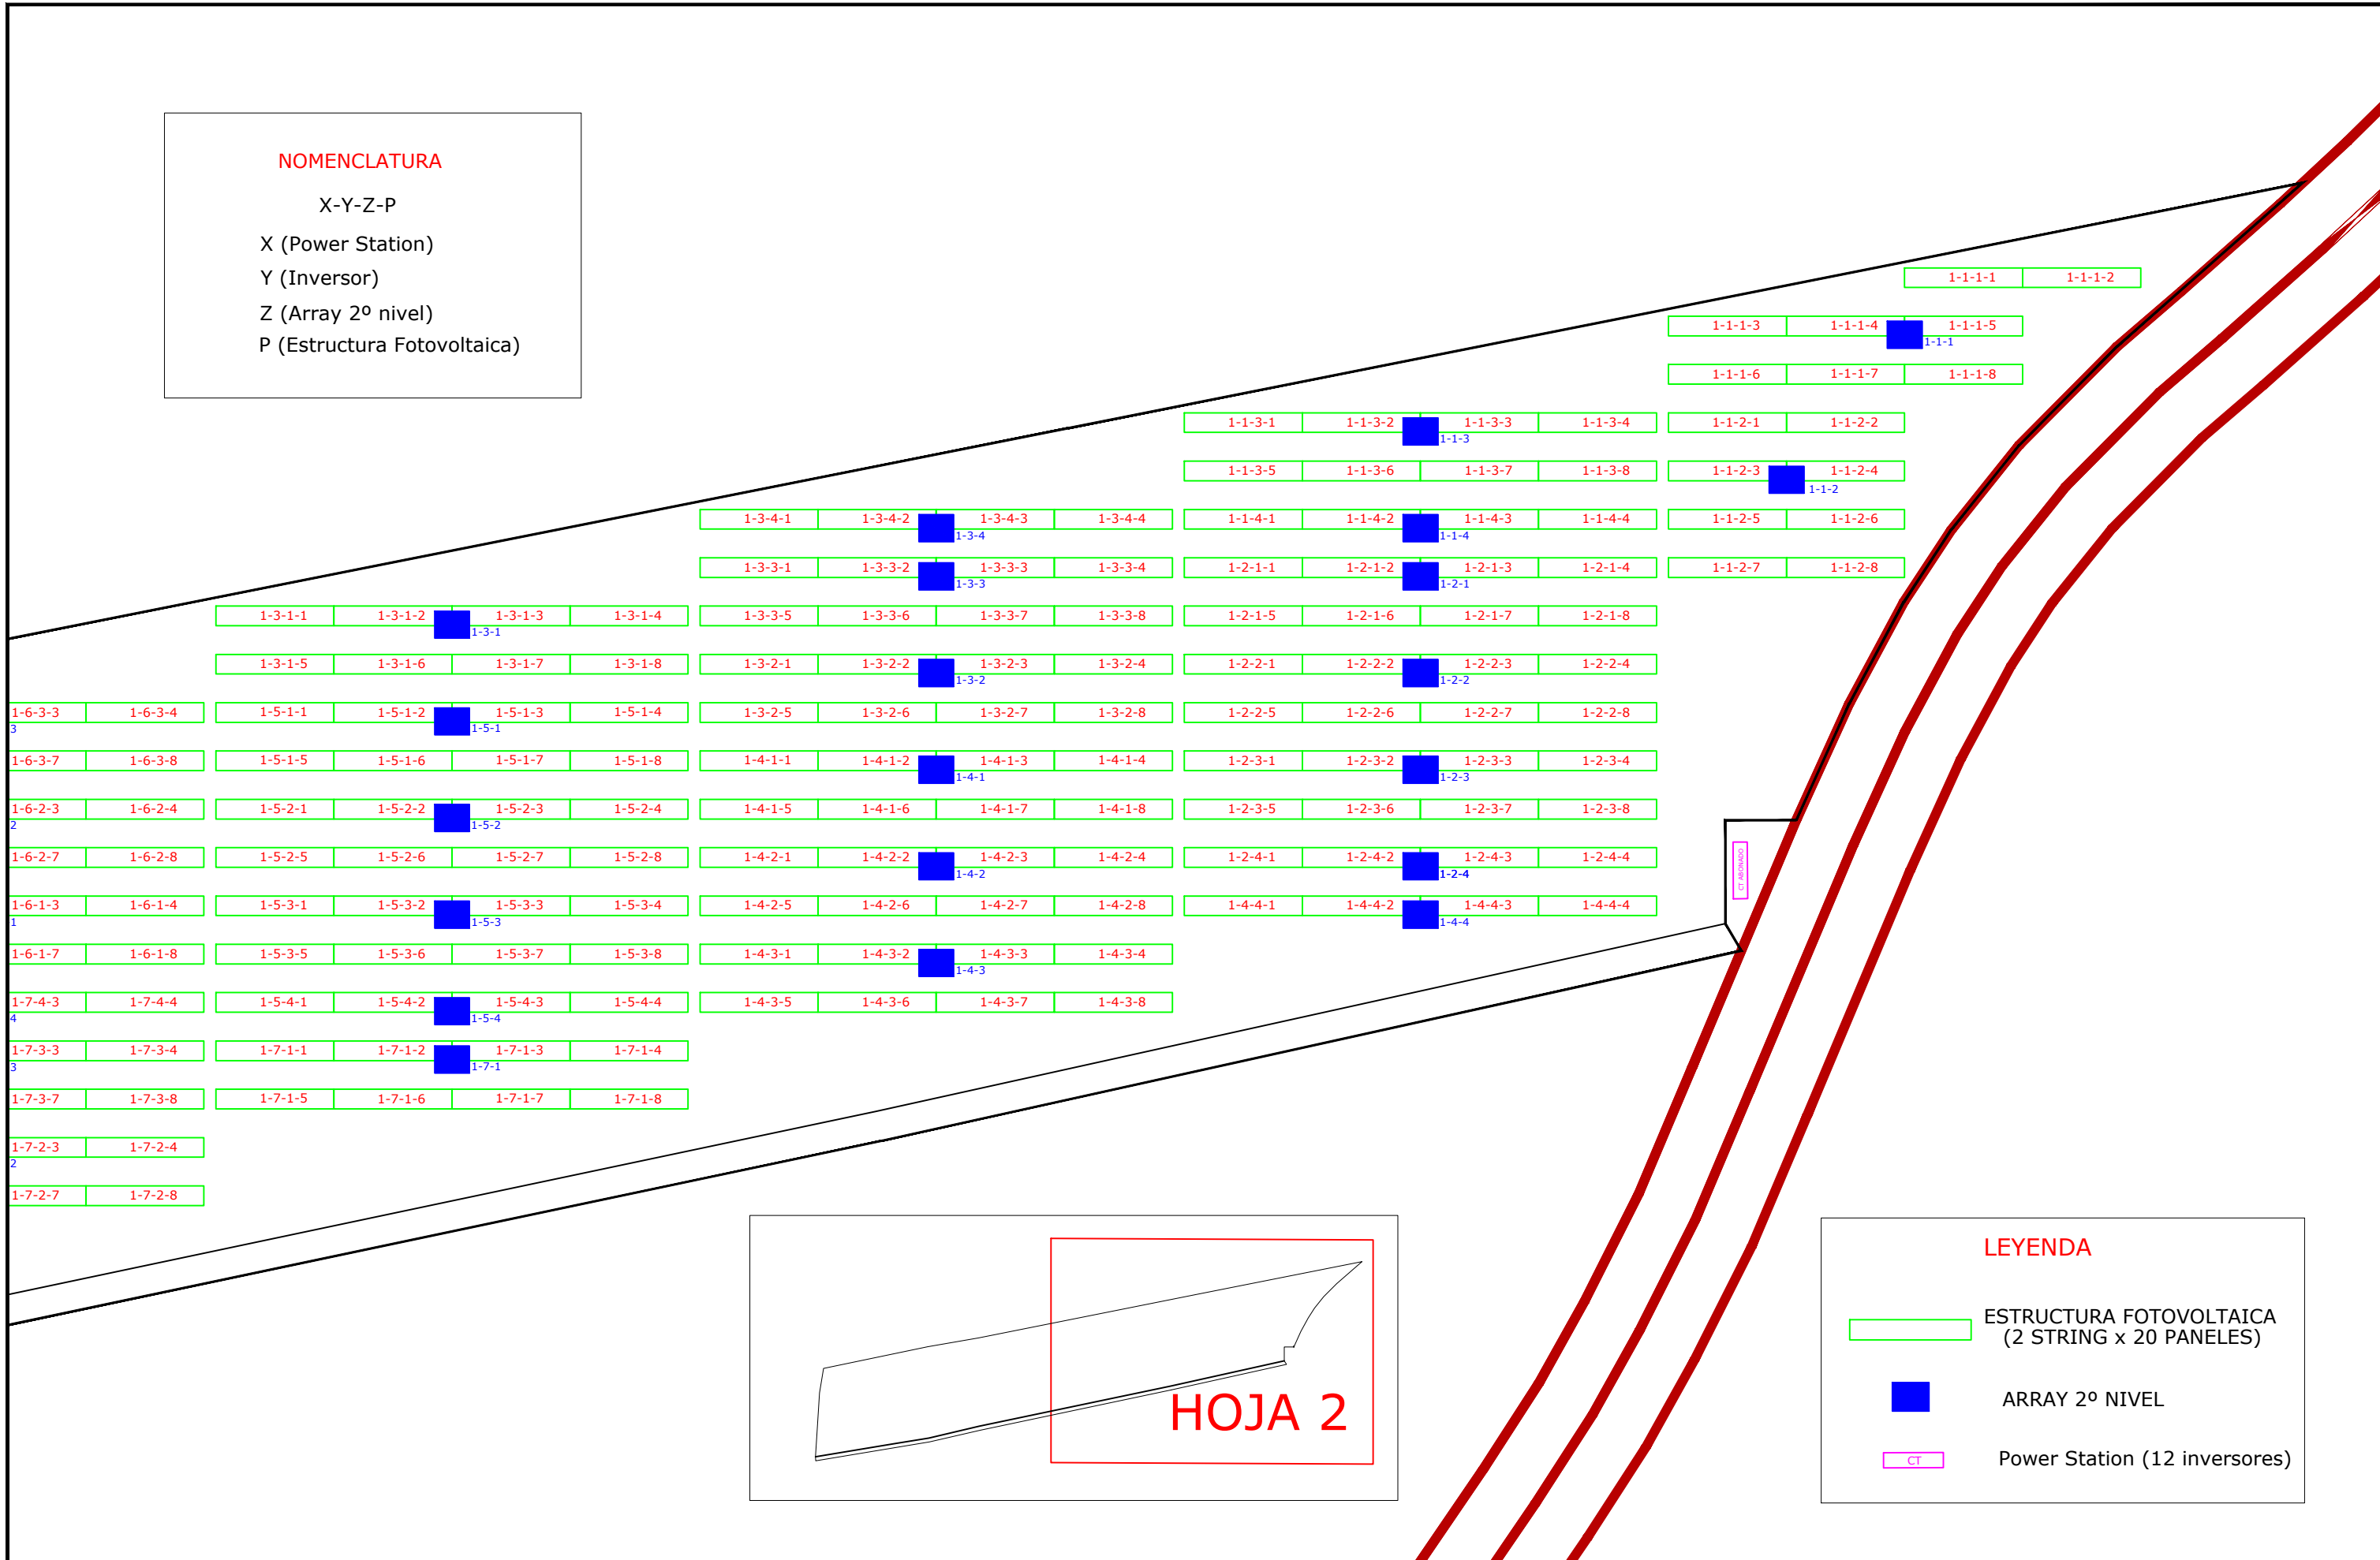 NOMENCLATURA
X-Y-Z-P
X (Power Station)
Y (Inversor)
Z (Array 2º nivel)
P (Estructura Fotovoltaica)
1-1-1-1 1-1-1-2
1-1-1-3 1-1-1-4 1-1-1-5
1-1-1
1-1-1-6 1-1-1-7 1-1-1-8
1-1-3-1 1-1-3-2 1-1-3-3 1-1-3-4 1-1-2-1 1-1-2-2
1-1-3
1-1-3-5 1-1-3-6 1-1-3-7 1-1-3-8 1-1-2-3 1-1-2-4
1-1-2
1-3-4-1 1-3-4-2 1-3-4-3 1-3-4-4 1-1-4-1 1-1-4-2 1-1-4-3 1-1-4-4 1-1-2-5 1-1-2-6
1-3-4 1-1-4
1-3-3-1 1-3-3-2 1-3-3-3 1-3-3-4 1-2-1-1 1-2-1-2 1-2-1-3 1-2-1-4 1-1-2-7 1-1-2-8
1-3-3 1-2-1
1-3-1-1 1-3-1-2 1-3-1-3 1-3-1-4 1-3-3-5 1-3-3-6 1-3-3-7 1-3-3-8 1-2-1-5 1-2-1-6 1-2-1-7 1-2-1-8
1-3-1
1-3-1-5 1-3-1-6 1-3-1-7 1-3-1-8 1-3-2-1 1-3-2-2 1-3-2-3 1-3-2-4 1-2-2-1 1-2-2-2 1-2-2-3 1-2-2-4
1-3-2 1-2-2
1-6-3-3 1-6-3-4 1-5-1-1 1-5-1-2 1-5-1-3 1-5-1-4 1-3-2-5 1-3-2-6 1-3-2-7 1-3-2-8 1-2-2-5 1-2-2-6 1-2-2-7 1-2-2-8
3 1-5-1
1-6-3-7 1-6-3-8 1-5-1-5 1-5-1-6 1-5-1-7 1-5-1-8 1-4-1-1 1-4-1-2 1-4-1-3 1-4-1-4 1-2-3-1 1-2-3-2 1-2-3-3 1-2-3-4
1-4-1 1-2-3
1-6-2-3 1-6-2-4 1-5-2-1 1-5-2-2 1-5-2-3 1-5-2-4 1-4-1-5 1-4-1-6 1-4-1-7 1-4-1-8 1-2-3-5 1-2-3-6 1-2-3-7 1-2-3-8
2 1-5-2
1-6-2-7 1-6-2-8 1-5-2-5 1-5-2-6 1-5-2-7 1-5-2-8 1-4-2-1 1-4-2-2 1-4-2-3 1-4-2-4 1-2-4-1 1-2-4-2 1-2-4-3 1-2-4-4
1-4-2 1-2-4
CT ABONADO
1-6-1-3 1-6-1-4 1-5-3-1 1-5-3-2 1-5-3-3 1-5-3-4 1-4-2-5 1-4-2-6 1-4-2-7 1-4-2-8 1-4-4-1 1-4-4-2 1-4-4-3 1-4-4-4
1 1-5-3 1-4-4
1-6-1-7 1-6-1-8 1-5-3-5 1-5-3-6 1-5-3-7 1-5-3-8 1-4-3-1 1-4-3-2 1-4-3-3 1-4-3-4
1-4-3
1-7-4-3 1-7-4-4 1-5-4-1 1-5-4-2 1-5-4-3 1-5-4-4 1-4-3-5 1-4-3-6 1-4-3-7 1-4-3-8
4 1-5-4
1-7-3-3 1-7-3-4 1-7-1-1 1-7-1-2 1-7-1-3 1-7-1-4
3 1-7-1
1-7-3-7 1-7-3-8 1-7-1-5 1-7-1-6 1-7-1-7 1-7-1-8
1-7-2-3 1-7-2-4
2
1-7-2-7 1-7-2-8
HOJA 2
LEYENDA
ESTRUCTURA FOTOVOLTAICA
(2 STRING x 20 PANELES)
ARRAY 2º NIVEL
CT Power Station (12 inversores)